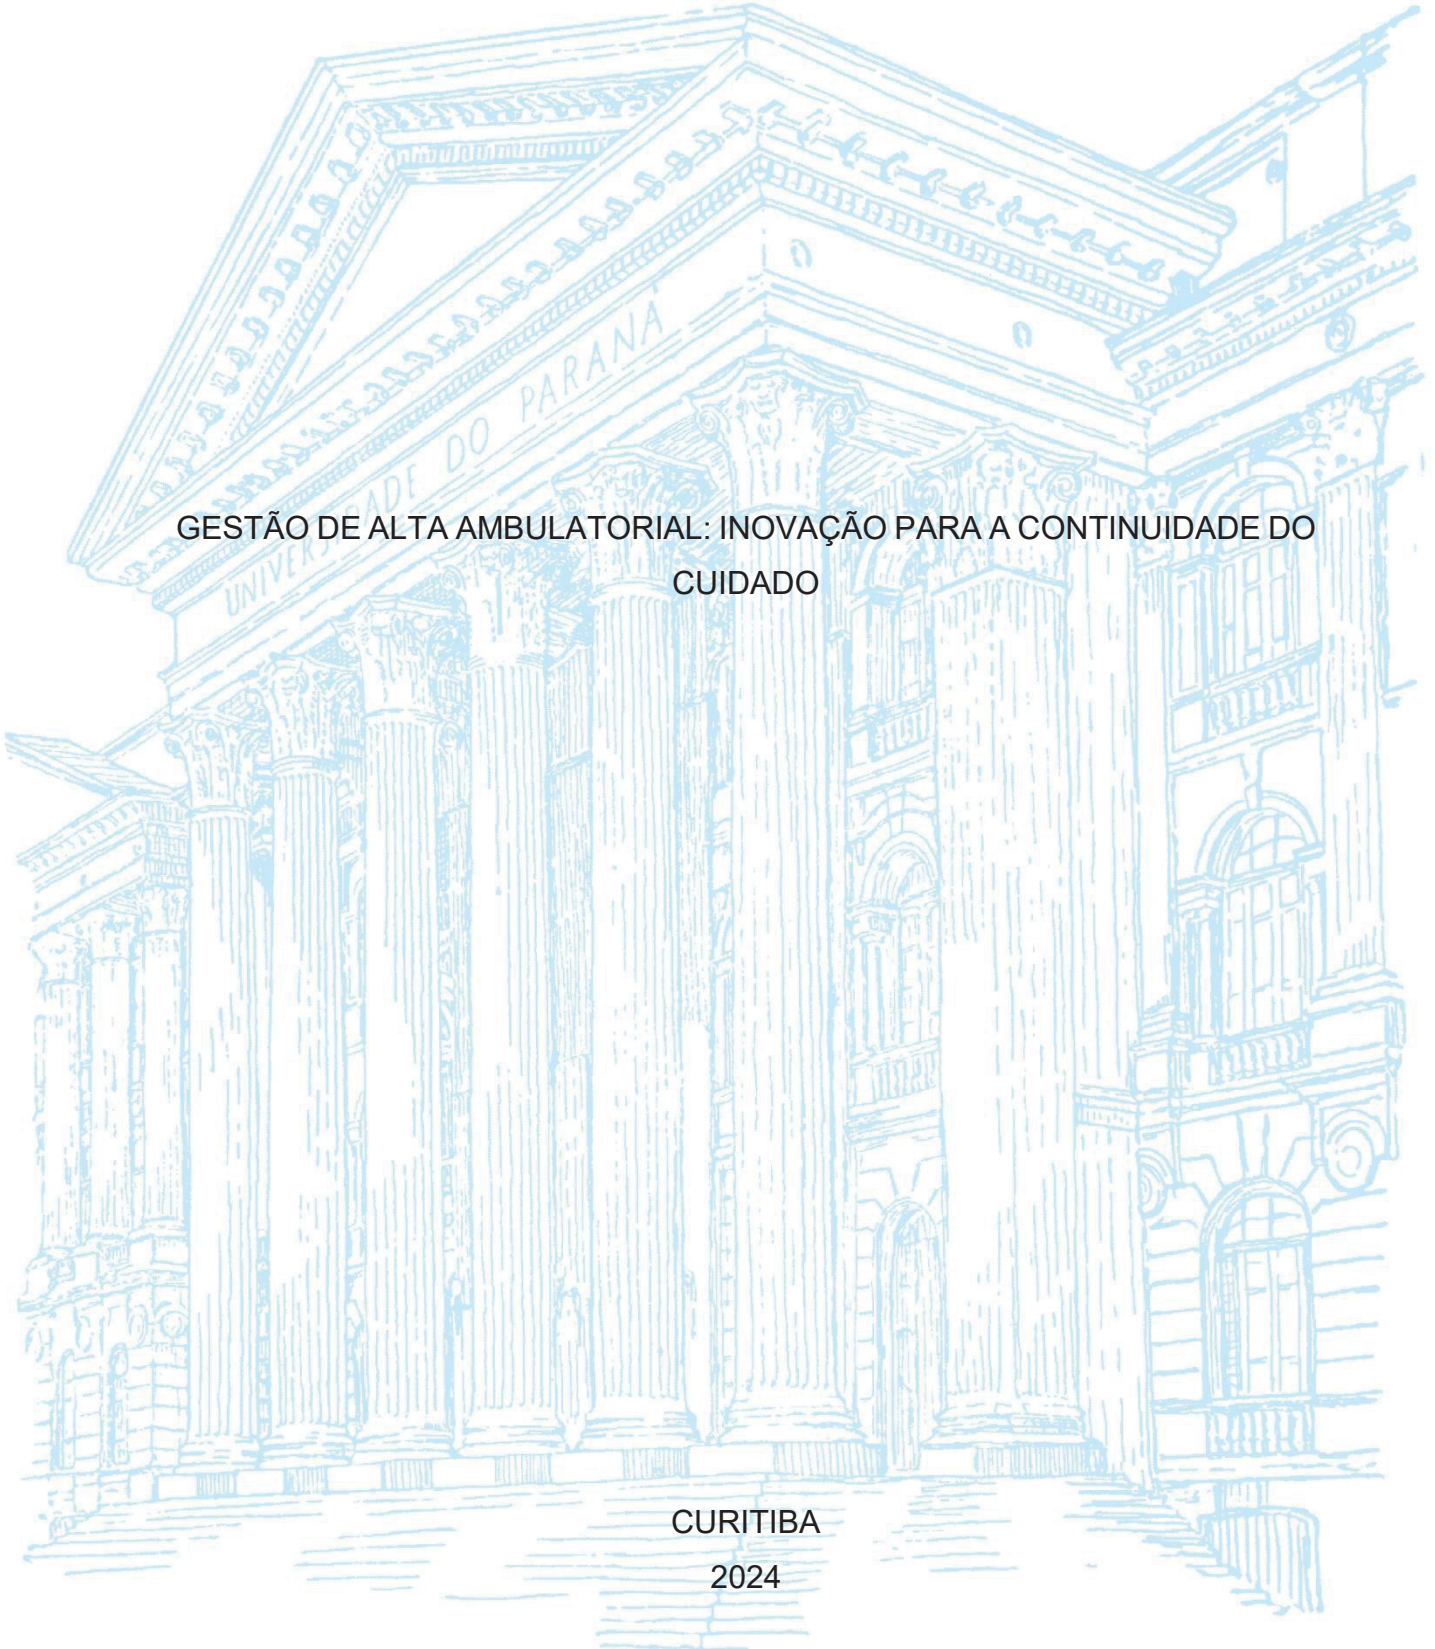 UNIVERSIDADE DO PARANÁ
GESTÃO DE ALTA AMBULATORIAL: INOVAÇÃO PARA A CONTINUIDADE DO
CUIDADO
CURITIBA
2024